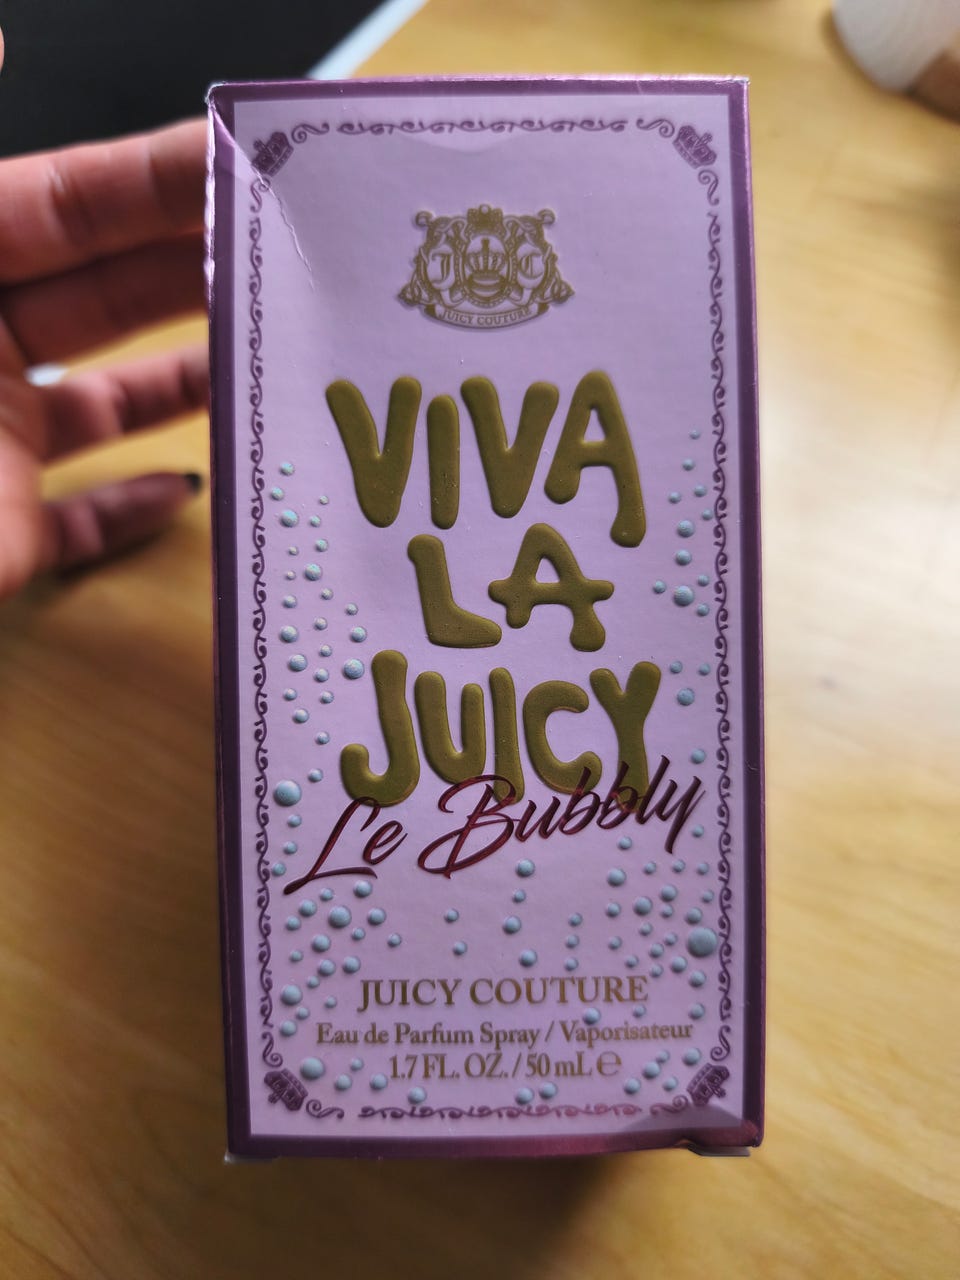 J C
JUICY COUTURE
VIVA
LA
JUICY
Le Bubbly
JUICY COUTURE
Eau de Parfum Spray / Vaporisateur
1.7 FL. OZ. / 50 mL ℮